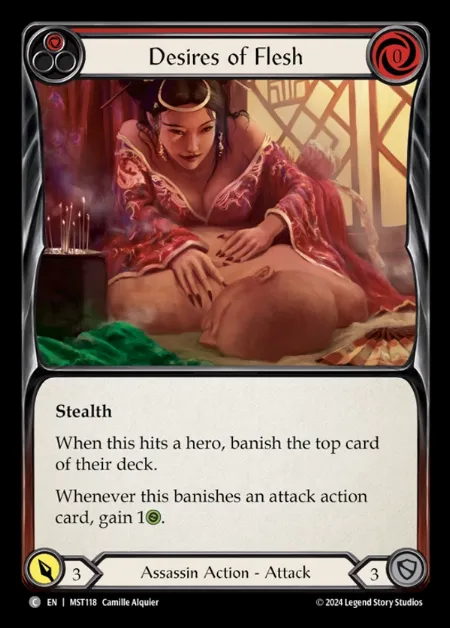 Desires of Flesh
0
Stealth
When this hits a hero, banish the top card
of their deck.
Whenever this banishes an attack action
card, gain 1.
3
Assassin Action - Attack
3
C EN | MST118 Camille Alquier
© 2024 Legend Story Studios